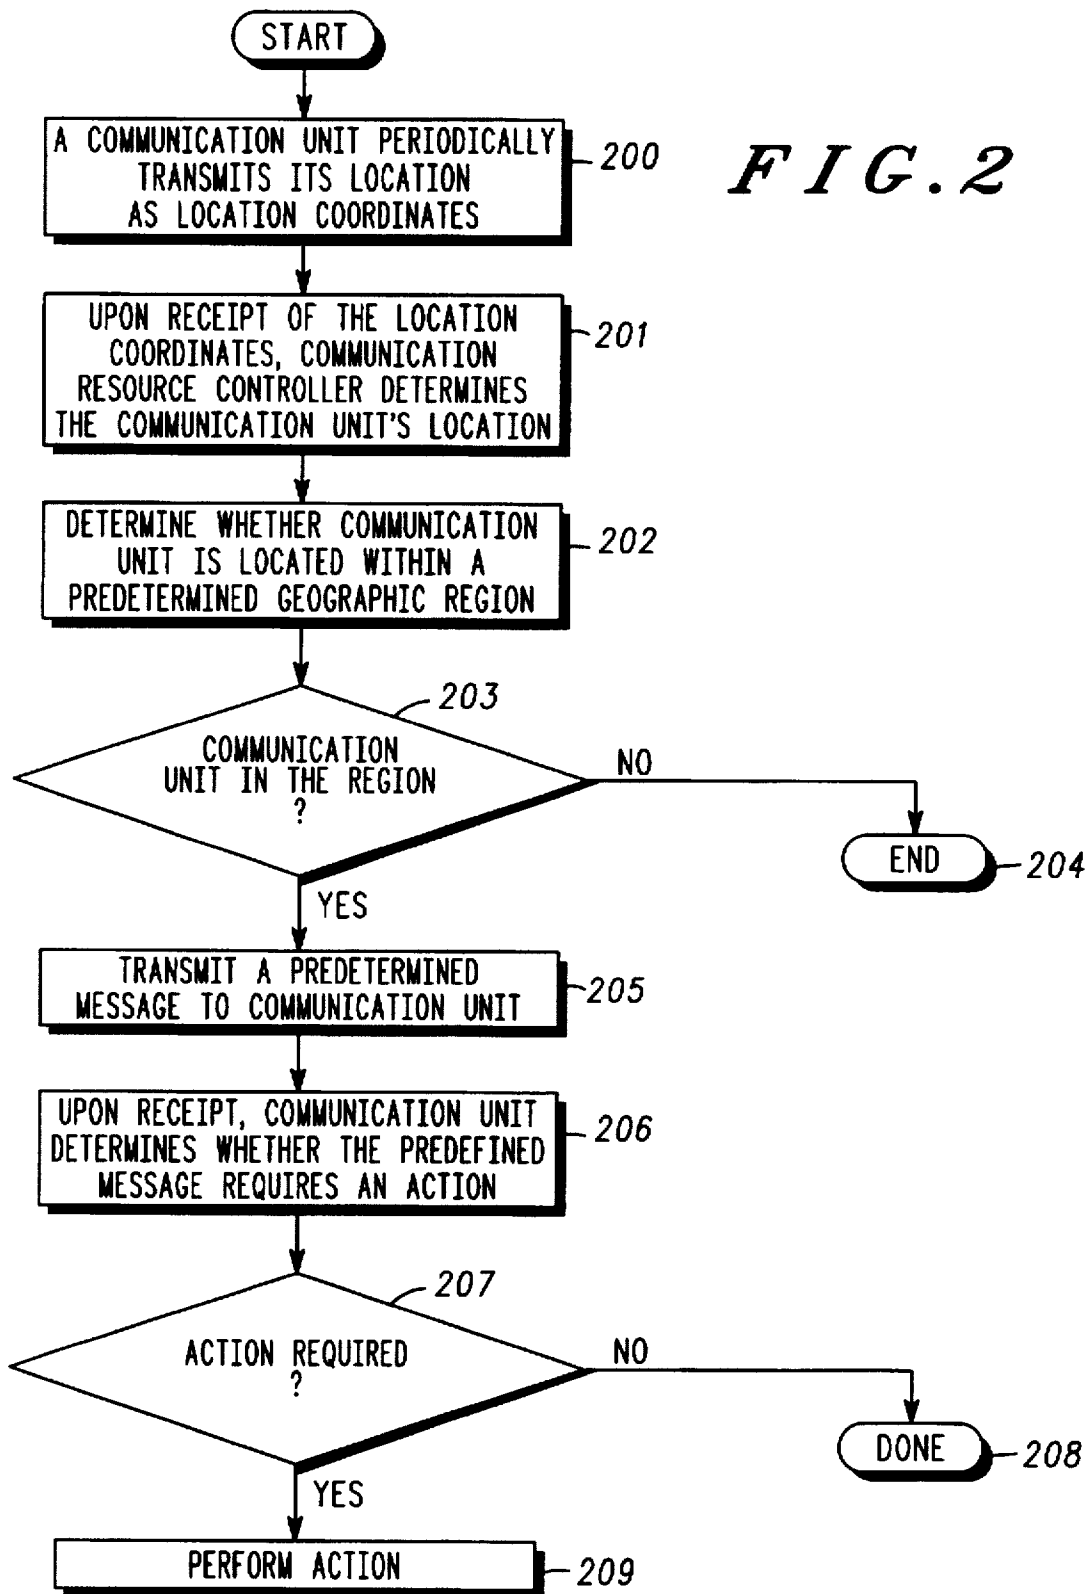 START
A COMMUNICATION UNIT PERIODICALLY
TRANSMITS ITS LOCATION
AS LOCATION COORDINATES
200
FIG.2
UPON RECEIPT OF THE LOCATION
COORDINATES, COMMUNICATION
RESOURCE CONTROLLER DETERMINES
THE COMMUNICATION UNIT'S LOCATION
201
DETERMINE WHETHER COMMUNICATION
UNIT IS LOCATED WITHIN A
PREDETERMINED GEOGRAPHIC REGION
202
203
COMMUNICATION
UNIT IN THE REGION
?
NO
END
204
YES
TRANSMIT A PREDETERMINED
MESSAGE TO COMMUNICATION UNIT
205
UPON RECEIPT, COMMUNICATION UNIT
DETERMINES WHETHER THE PREDEFINED
MESSAGE REQUIRES AN ACTION
206
207
ACTION REQUIRED
?
NO
DONE
208
YES
PERFORM ACTION
209